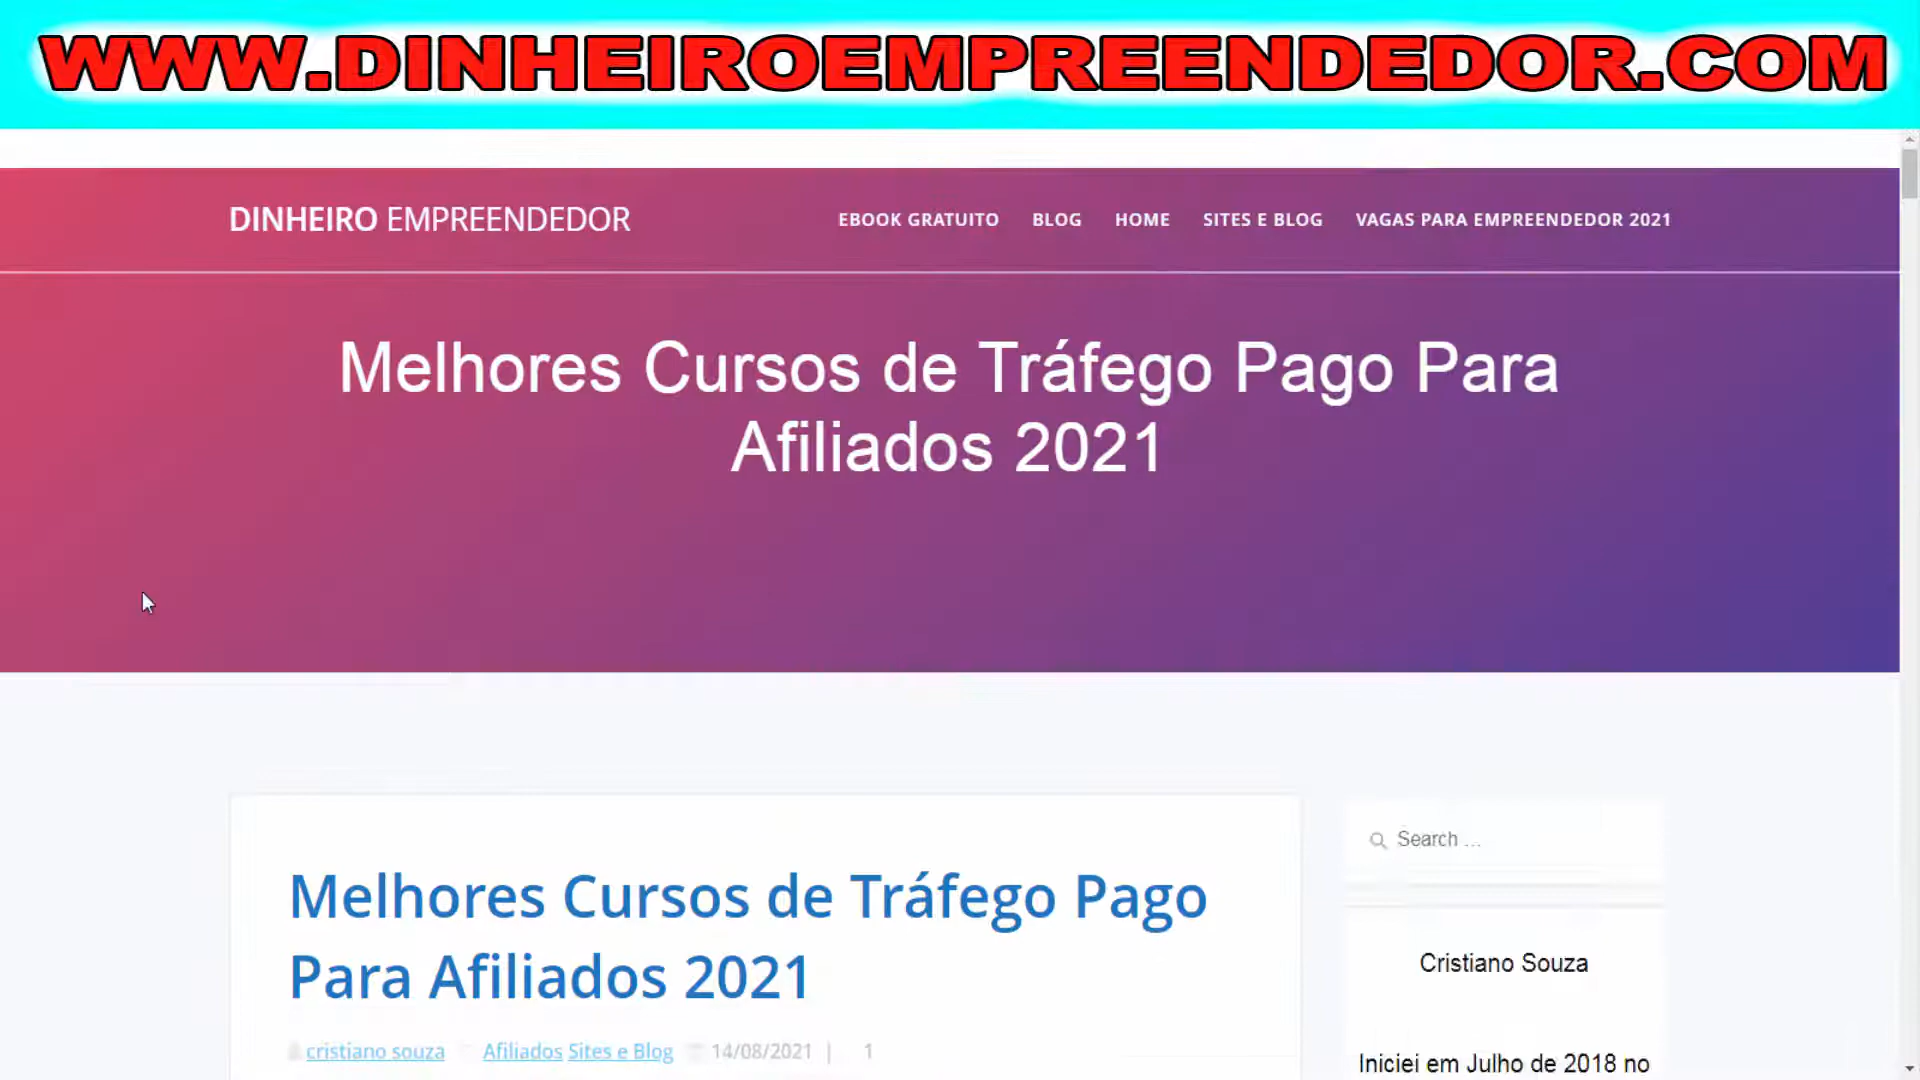 WWW.DINHEIROEMPREENDEDOR.COM
DINHEIRO EMPREENDEDOR
EBOOK GRATUITO BLOG HOME SITES E BLOG VAGAS PARA EMPREENDEDOR 2021
Melhores Cursos de Tráfego Pago Para
Afiliados 2021
Melhores Cursos de Tráfego Pago
Para Afiliados 2021
cristiano souza Afiliados Sites e Blog 14/08/2021 | 1
Search ...
Cristiano Souza
Iniciei em Julho de 2018 no